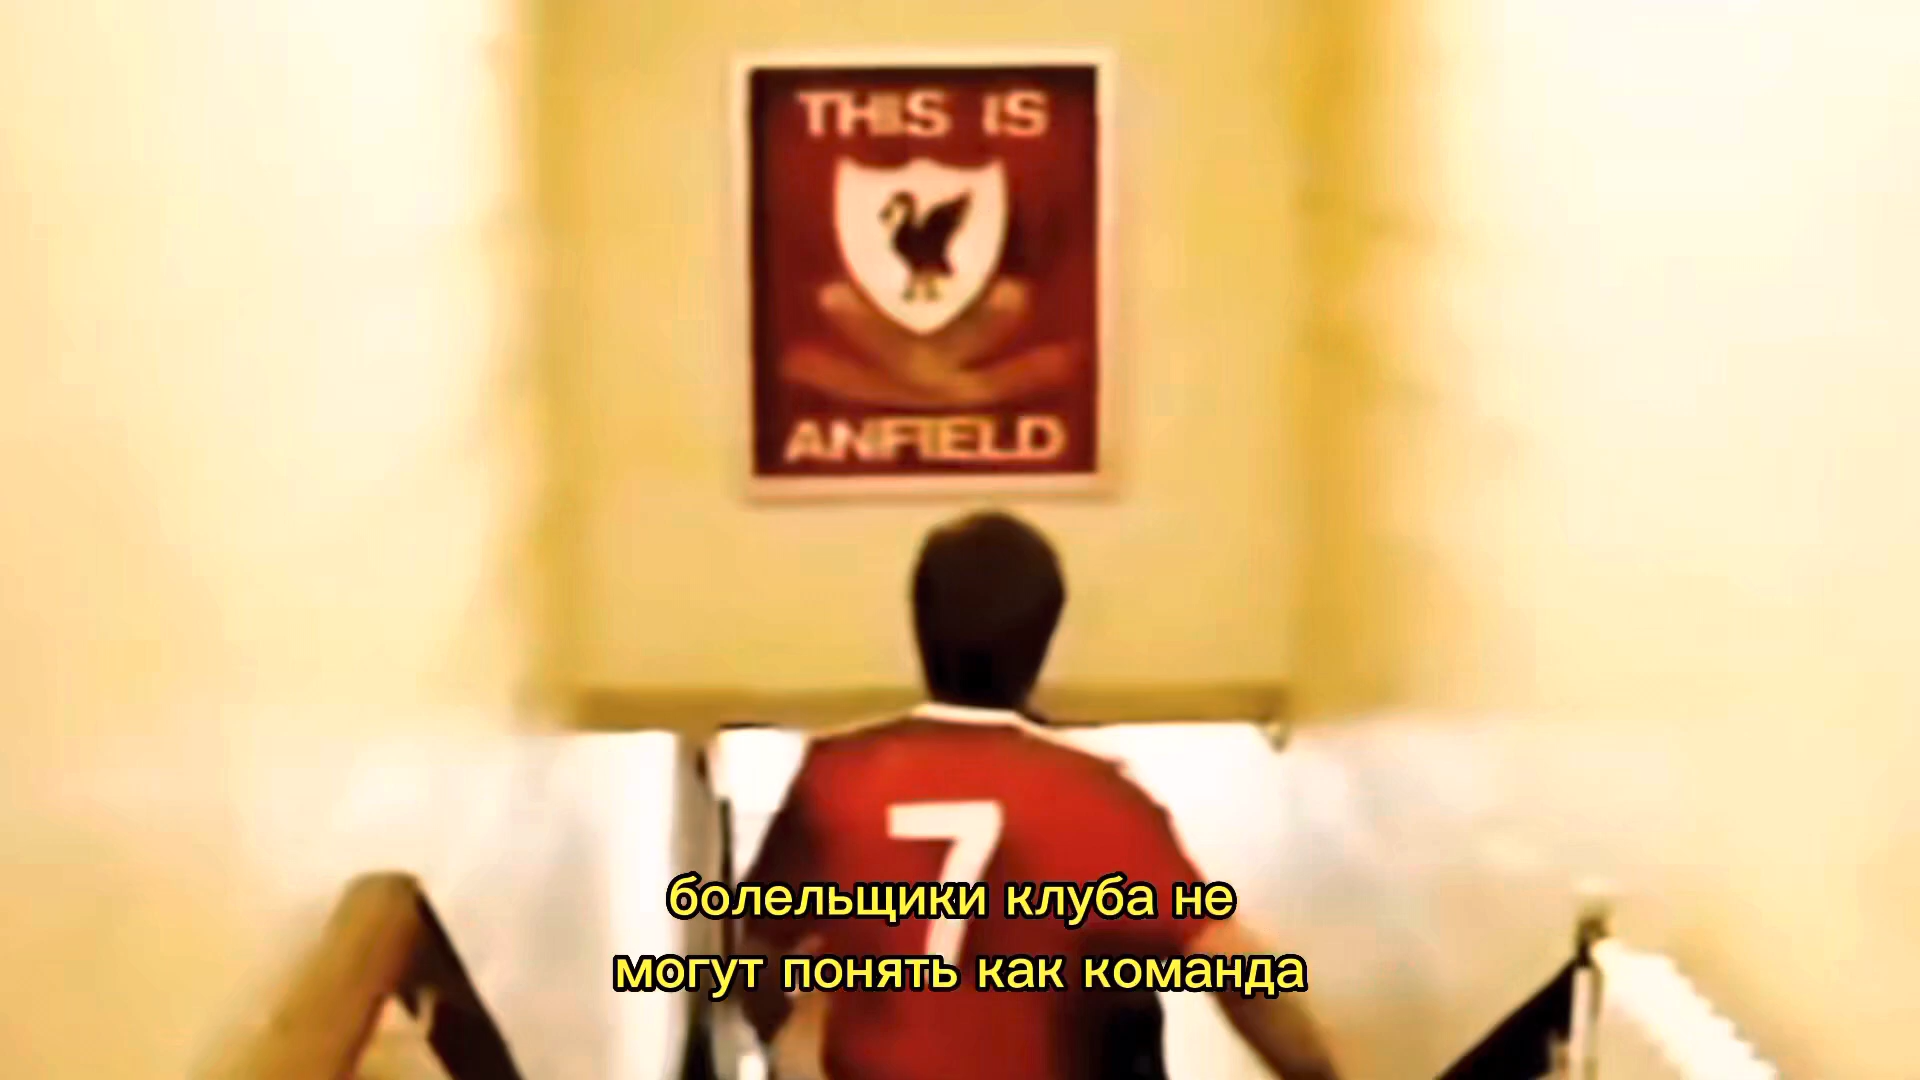 THIS IS
ANFIELD
7
болельщики клуба не
могут понять как команда